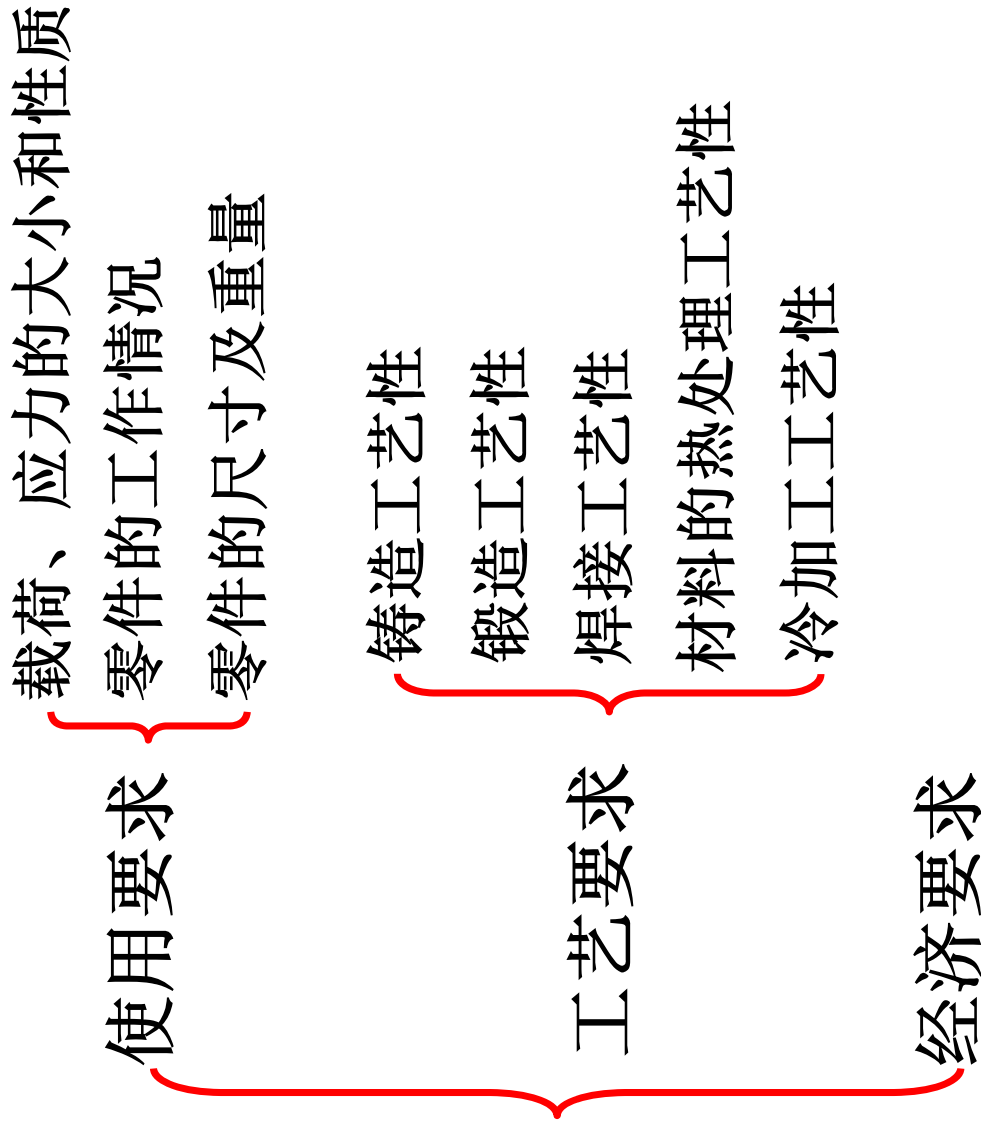 使用要求
载荷、应力的大小和性质
零件的工作情况
零件的尺寸及重量
工艺要求
铸造工艺性
锻造工艺性
焊接工艺性
材料的热处理工艺性
冷加工工艺性
经济要求